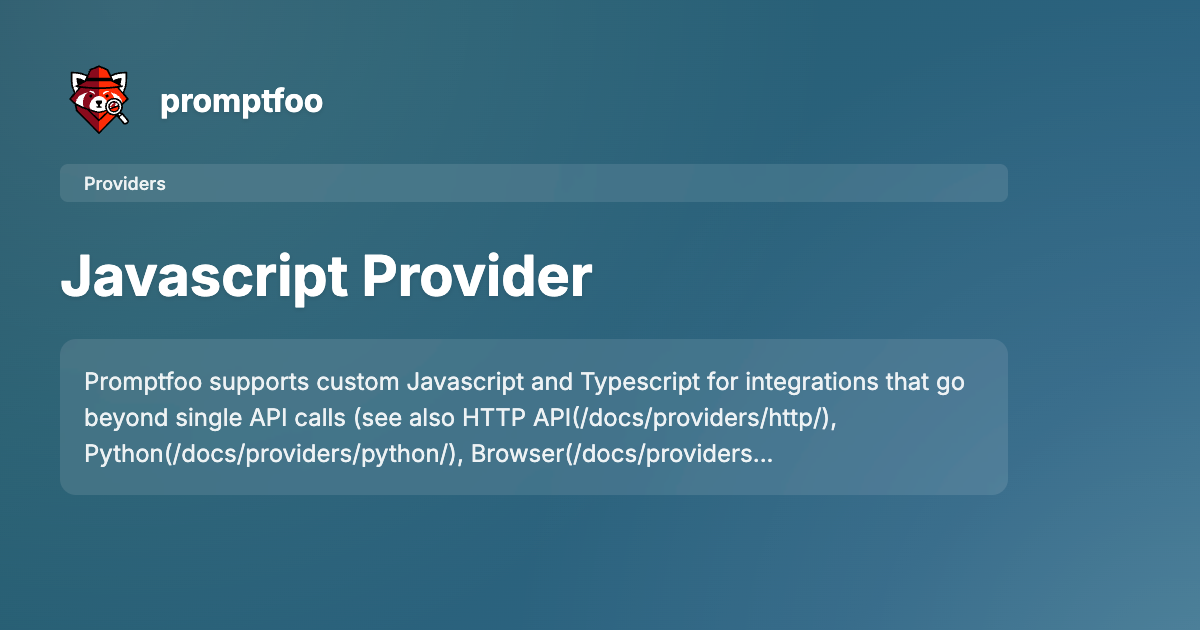 promptfoo
Providers
Javascript Provider
Promptfoo supports custom Javascript and Typescript for integrations that go
beyond single API calls (see also HTTP API(/docs/providers/http/),
Python(/docs/providers/python/), Browser(/docs/providers...